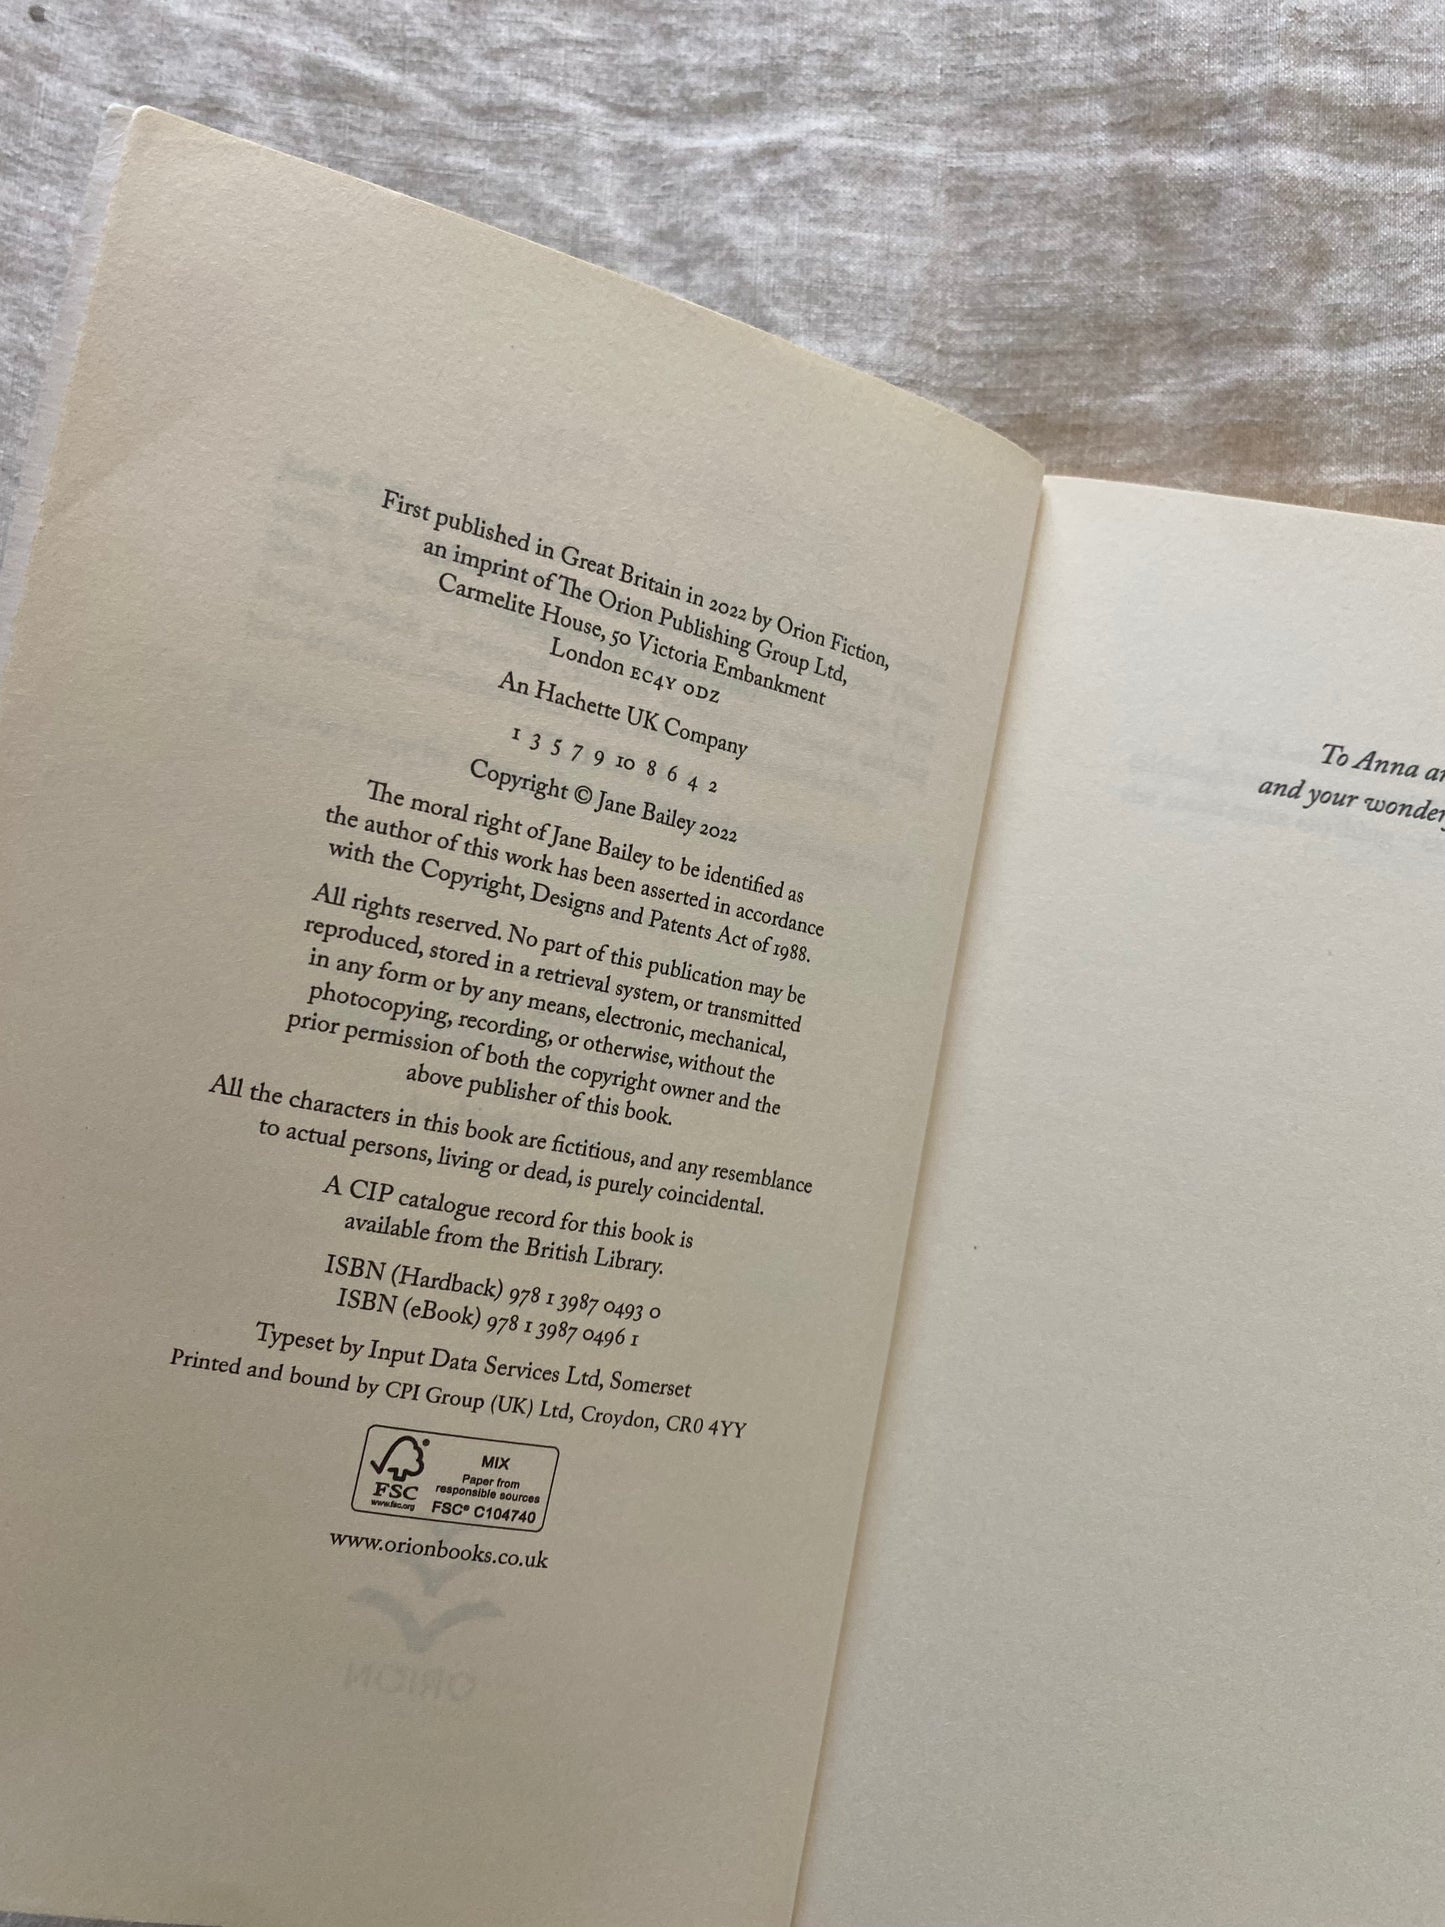 First published in Great Britain in 2022 by Orion Fiction,
an imprint of The Orion Publishing Group Ltd,
Carmelite House, 50 Victoria Embankment
London EC4Y 0DZ
An Hachette UK Company
1 3 5 7 9 10 8 6 4 2
Copyright © Jane Bailey 2022
The moral right of Jane Bailey to be identified as
the author of this work has been asserted in accordance
with the Copyright, Designs and Patents Act of 1988.
All rights reserved. No part of this publication may be
reproduced, stored in a retrieval system, or transmitted
in any form or by any means, electronic, mechanical,
photocopying, recording, or otherwise, without the
prior permission of both the copyright owner and the
above publisher of this book.
All the characters in this book are fictitious, and any resemblance
to actual persons, living or dead, is purely coincidental.
A CIP catalogue record for this book is
available from the British Library.
ISBN (Hardback) 978 1 3987 0493 0
ISBN (eBook) 978 1 3987 0496 1
Typeset by Input Data Services Ltd, Somerset
Printed and bound by CPI Group (UK) Ltd, Croydon, CR0 4YY
FSC
www.fsc.org
MIX
Paper from
responsible sources
FSC® C104740
www.orionbooks.co.uk
ORION
To Anna
and your